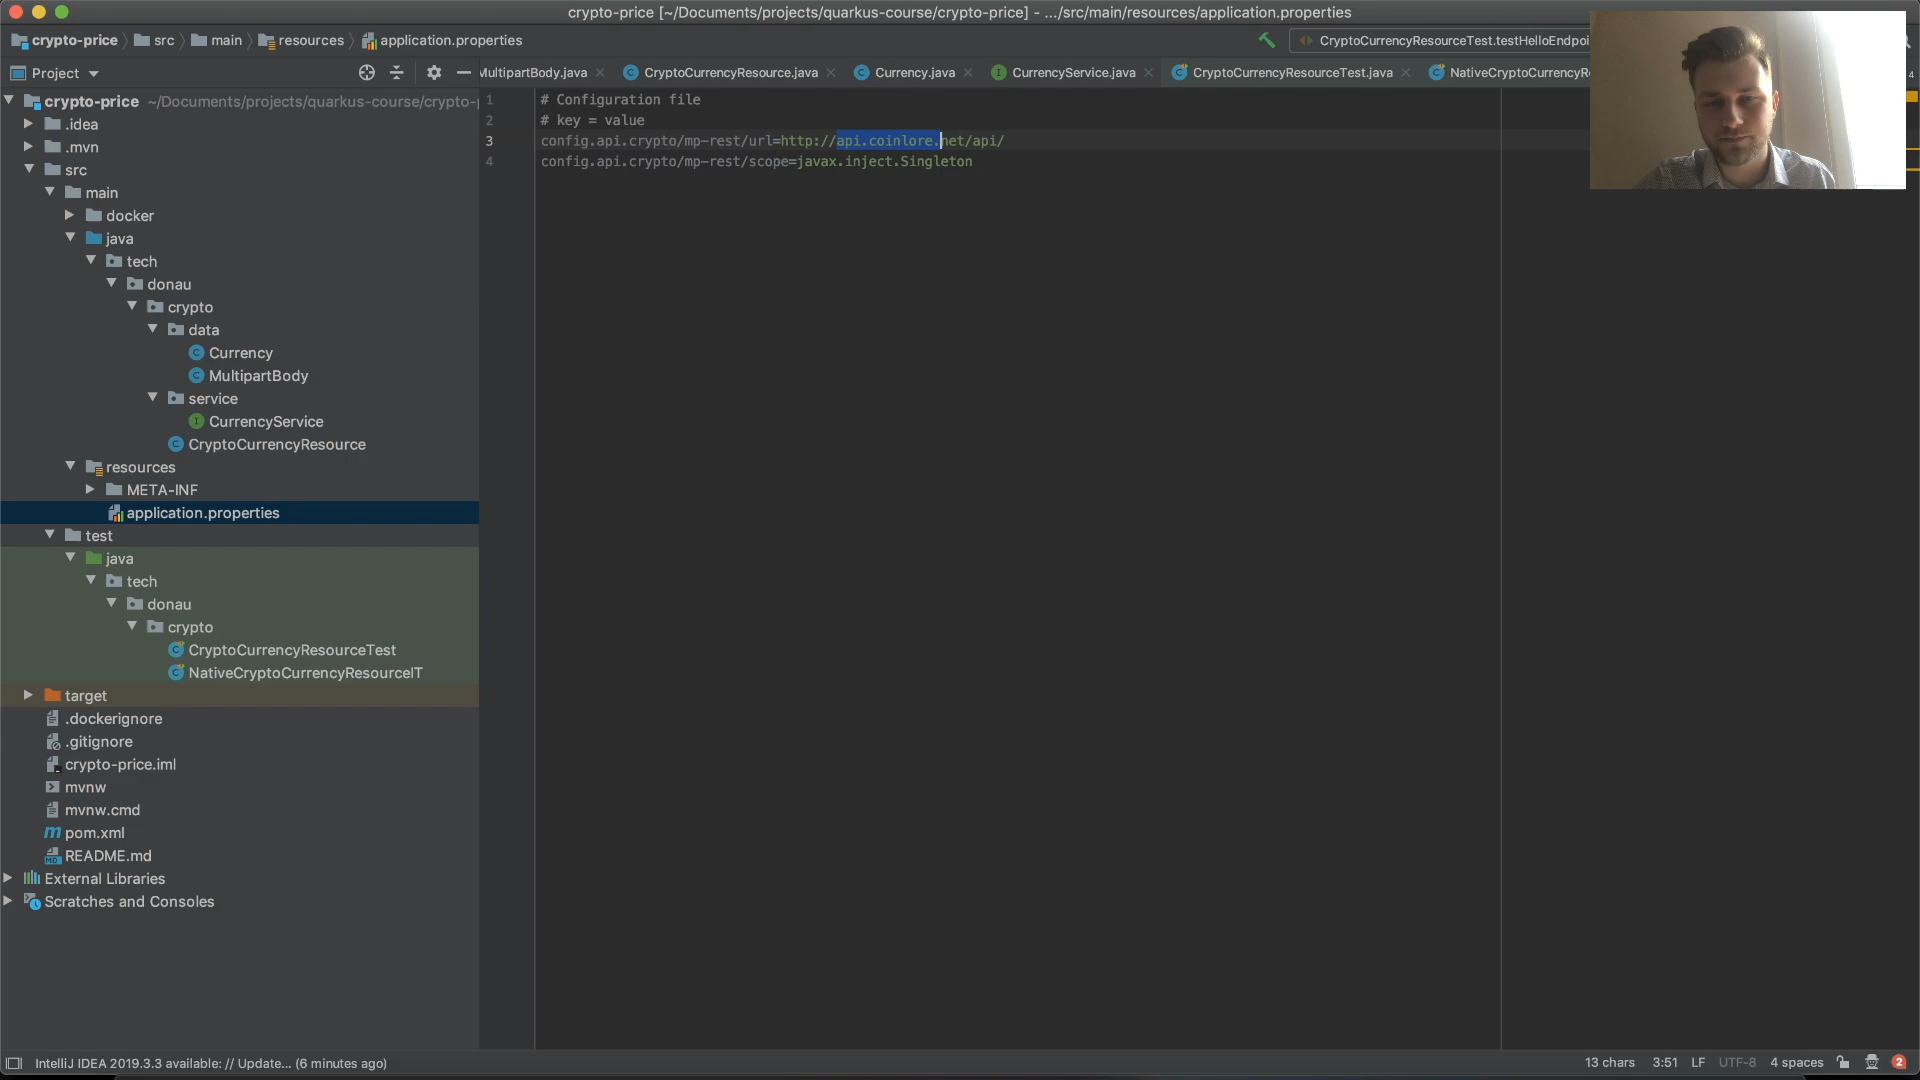 crypto-price [~/Documents/projects/quarkus-course/crypto-price] - .../src/main/resources/application.properties
crypto-price src main resources application.properties
CryptoCurrencyResourceTest.testHelloEndpoi
Project
MultipartBody.java CryptoCurrencyResource.java Currency.java CurrencyService.java CryptoCurrencyResourceTest.java NativeCryptoCurrencyRe
4
crypto-price ~/Documents/projects/quarkus-course/crypto-
.idea
.mvn
src
main
docker
java
tech
donau
crypto
data
Currency
MultipartBody
service
CurrencyService
CryptoCurrencyResource
resources
META-INF
application.properties
test
java
tech
donau
crypto
CryptoCurrencyResourceTest
NativeCryptoCurrencyResourceIT
target
.dockerignore
.gitignore
crypto-price.iml
mvnw
mvnw.cmd
pom.xml
README.md
External Libraries
Scratches and Consoles
1 # Configuration file
2 # key = value
3 config.api.crypto/mp-rest/url=http://api.coinlore.net/api/
4 config.api.crypto/mp-rest/scope=javax.inject.Singleton
IntelliJ IDEA 2019.3.3 available: // Update... (6 minutes ago)
13 chars 3:51 LF UTF-8 4 spaces 2